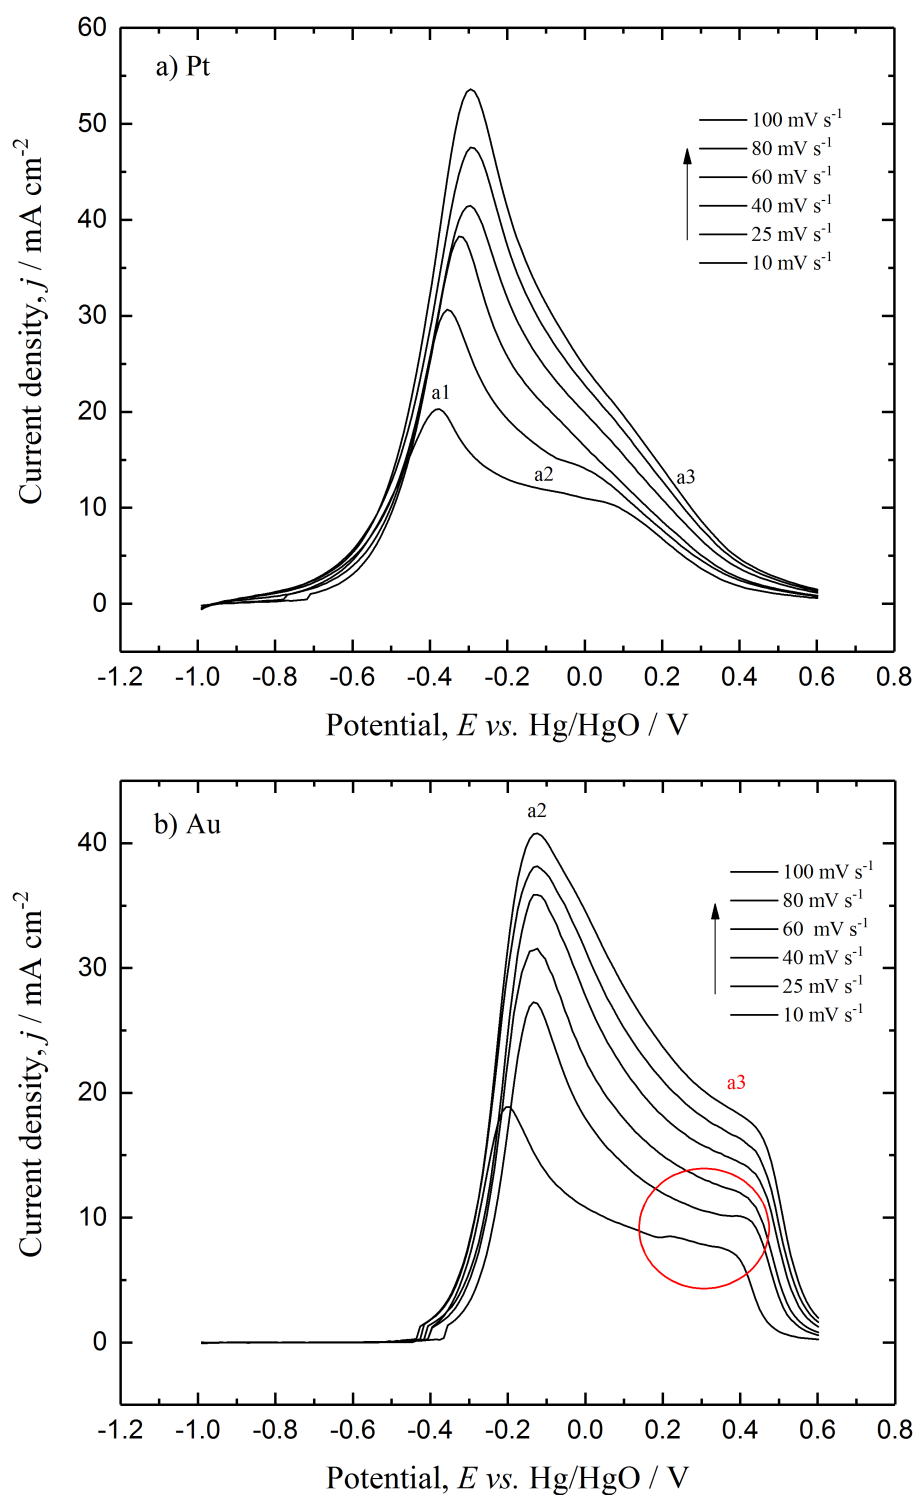 a) Pt
60
50
40
30
20
10
0
Current density, j / mA cm-2
100 mV s-1
80 mV s-1
60 mV s-1
40 mV s-1
25 mV s-1
10 mV s-1
a1
a2
a3
-1.2 -1.0 -0.8 -0.6 -0.4 -0.2 0.0 0.2 0.4 0.6 0.8
Potential, E vs. Hg/HgO / V
b) Au
a2
40
30
20
10
0
Current density, j / mA cm-2
100 mV s-1
80 mV s-1
60 mV s-1
40 mV s-1
25 mV s-1
10 mV s-1
a3
-1.2 -1.0 -0.8 -0.6 -0.4 -0.2 0.0 0.2 0.4 0.6 0.8
Potential, E vs. Hg/HgO / V